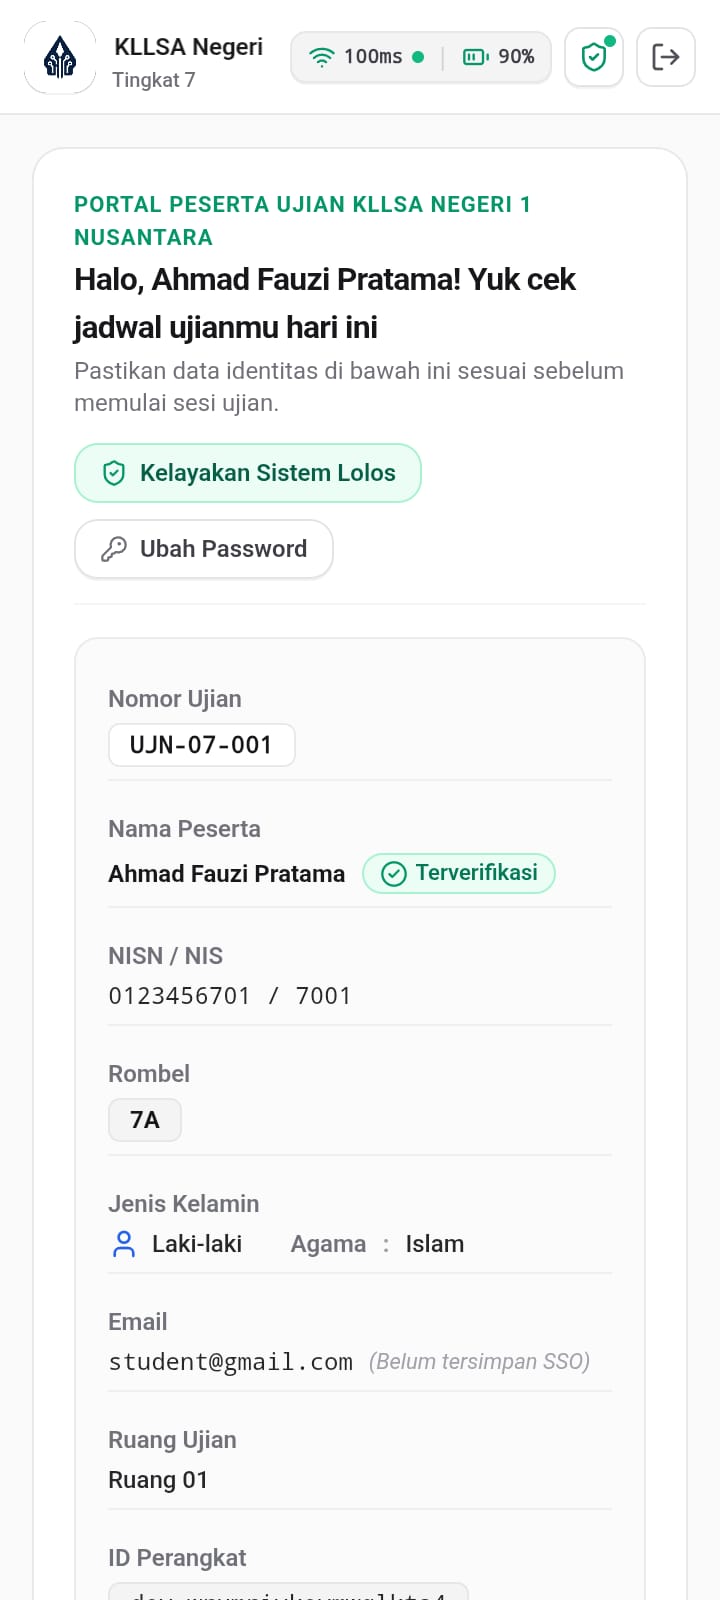 KLLSA Negeri
Tingkat 7
100ms
90%
PORTAL PESERTA UJIAN KLLSA NEGERI 1
NUSANTARA
Halo, Ahmad Fauzi Pratama! Yuk cek
jadwal ujianmu hari ini
Pastikan data identitas di bawah ini sesuai sebelum
memulai sesi ujian.
Kelayakan Sistem Lolos
Ubah Password
Nomor Ujian
UJN-07-001
Nama Peserta
Ahmad Fauzi Pratama Terverifikasi
NISN / NIS
0123456701 / 7001
Rombel
7A
Jenis Kelamin
Laki-laki Agama : Islam
Email
student@gmail.com (Belum tersimpan SSO)
Ruang Ujian
Ruang 01
ID Perangkat